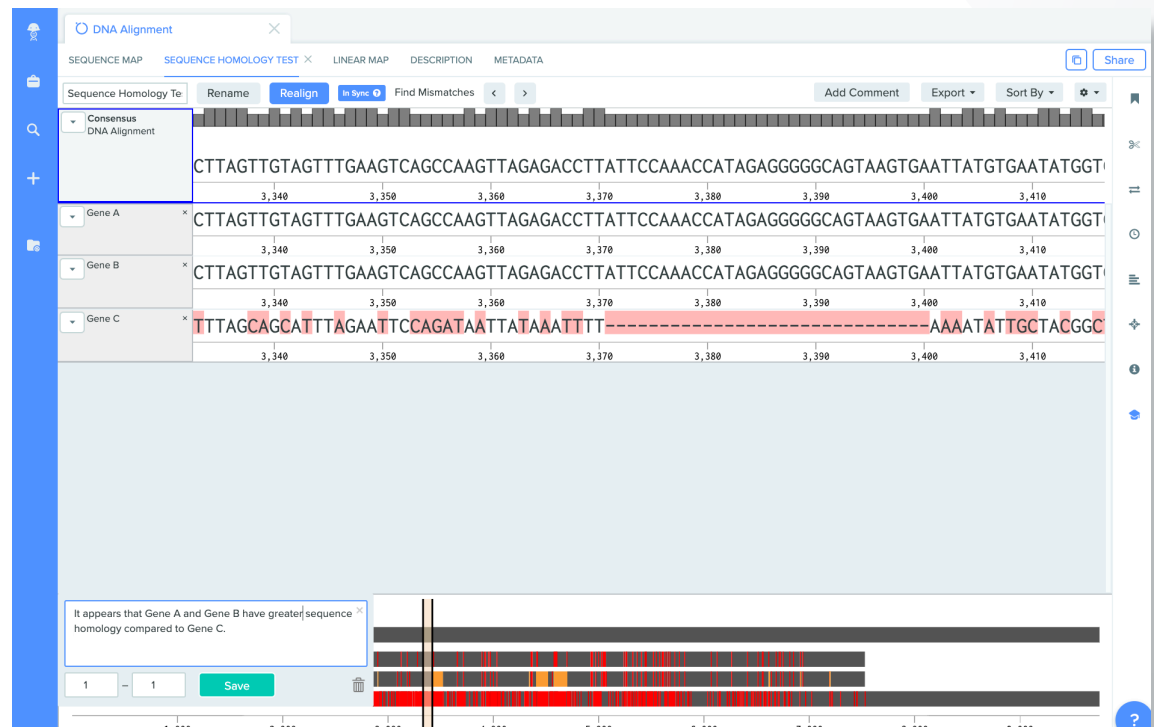 DNA Alignment
SEQUENCE MAP SEQUENCE HOMOLOGY TEST × LINEAR MAP DESCRIPTION METADATA
Share
Sequence Homology Te Rename Realign In Sync ? Find Mismatches < > Add Comment Export Sort By
Consensus
DNA Alignment
CTTAGTTGTAGTTTGAAGTCAGCCAAGTTAGAGACCTTATTCCAAACCATAGAGGGGGCAGTAAGTGAATTATGTGAATATGGT
3,340 3,350 3,360 3,370 3,380 3,390 3,400 3,410
Gene A ×
CTTAGTTGTAGTTTGAAGTCAGCCAAGTTAGAGACCTTATTCCAAACCATAGAGGGGGCAGTAAGTGAATTATGTGAATATGGT
3,340 3,350 3,360 3,370 3,380 3,390 3,400 3,410
Gene B ×
CTTAGTTGTAGTTTGAAGTCAGCCAAGTTAGAGACCTTATTCCAAACCATAGAGGGGGCAGTAAGTGAATTATGTGAATATGGT
3,340 3,350 3,360 3,370 3,380 3,390 3,400 3,410
Gene C ×
TTTAGCAGCATTTAGAATTCCAGATAATTATAAATTTT------------------------------AAAATATTGCTACGGC
3,340 3,350 3,360 3,370 3,380 3,390 3,400 3,410
It appears that Gene A and Gene B have greater sequence
homology compared to Gene C.
1 – 1 Save
?